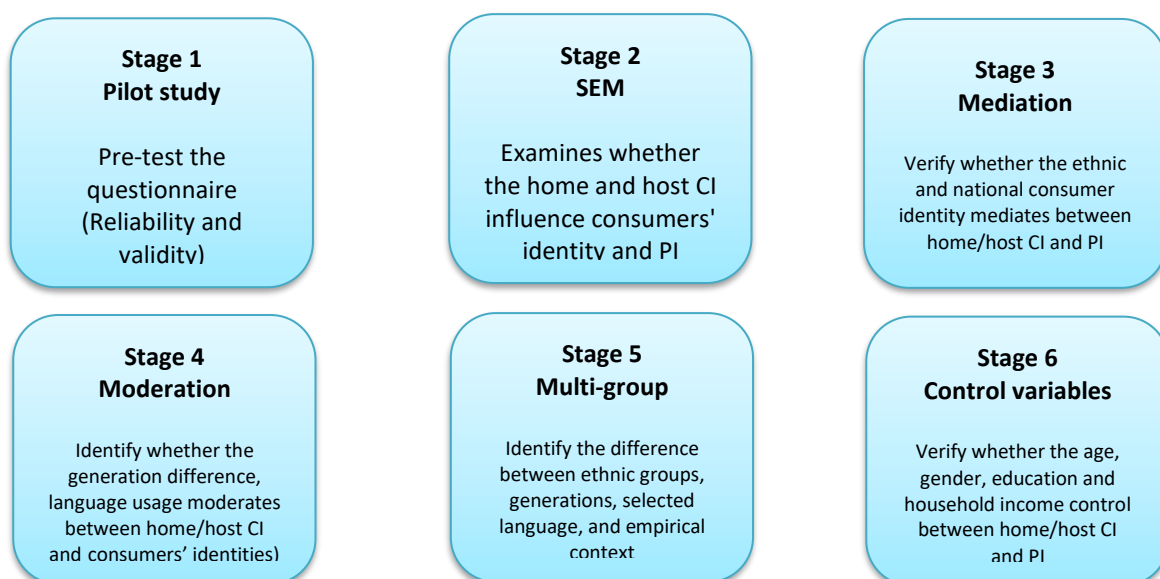 Stage 1
Pilot study
Pre-test the
questionnaire
(Reliability and
validity)
Stage 2
SEM
Examines whether
the home and host CI
influence consumers'
identity and PI
Stage 3
Mediation
Verify whether the ethnic
and national consumer
identity mediates between
home/host CI and PI
Stage 4
Moderation
Identify whether the
generation difference,
language usage moderates
between home/host CI
and consumers’ identities)
Stage 5
Multi-group
Identify the difference
between ethnic groups,
generations, selected
language, and empirical
context
Stage 6
Control variables
Verify whether the age,
gender, education and
household income control
between home/host CI
and PI